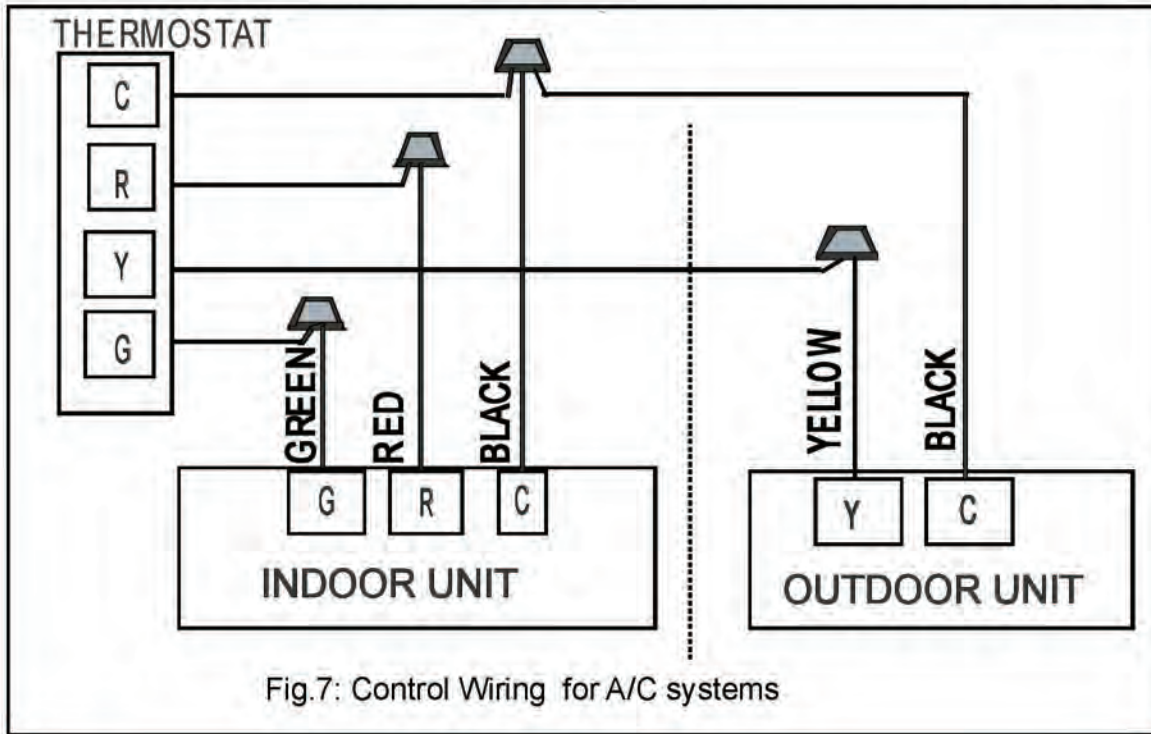 THERMOSTAT
C
R
Y
G
GREEN
RED
BLACK
YELLOW
BLACK
G R C
Y C
INDOOR UNIT
OUTDOOR UNIT
Fig.7: Control Wiring for A/C systems